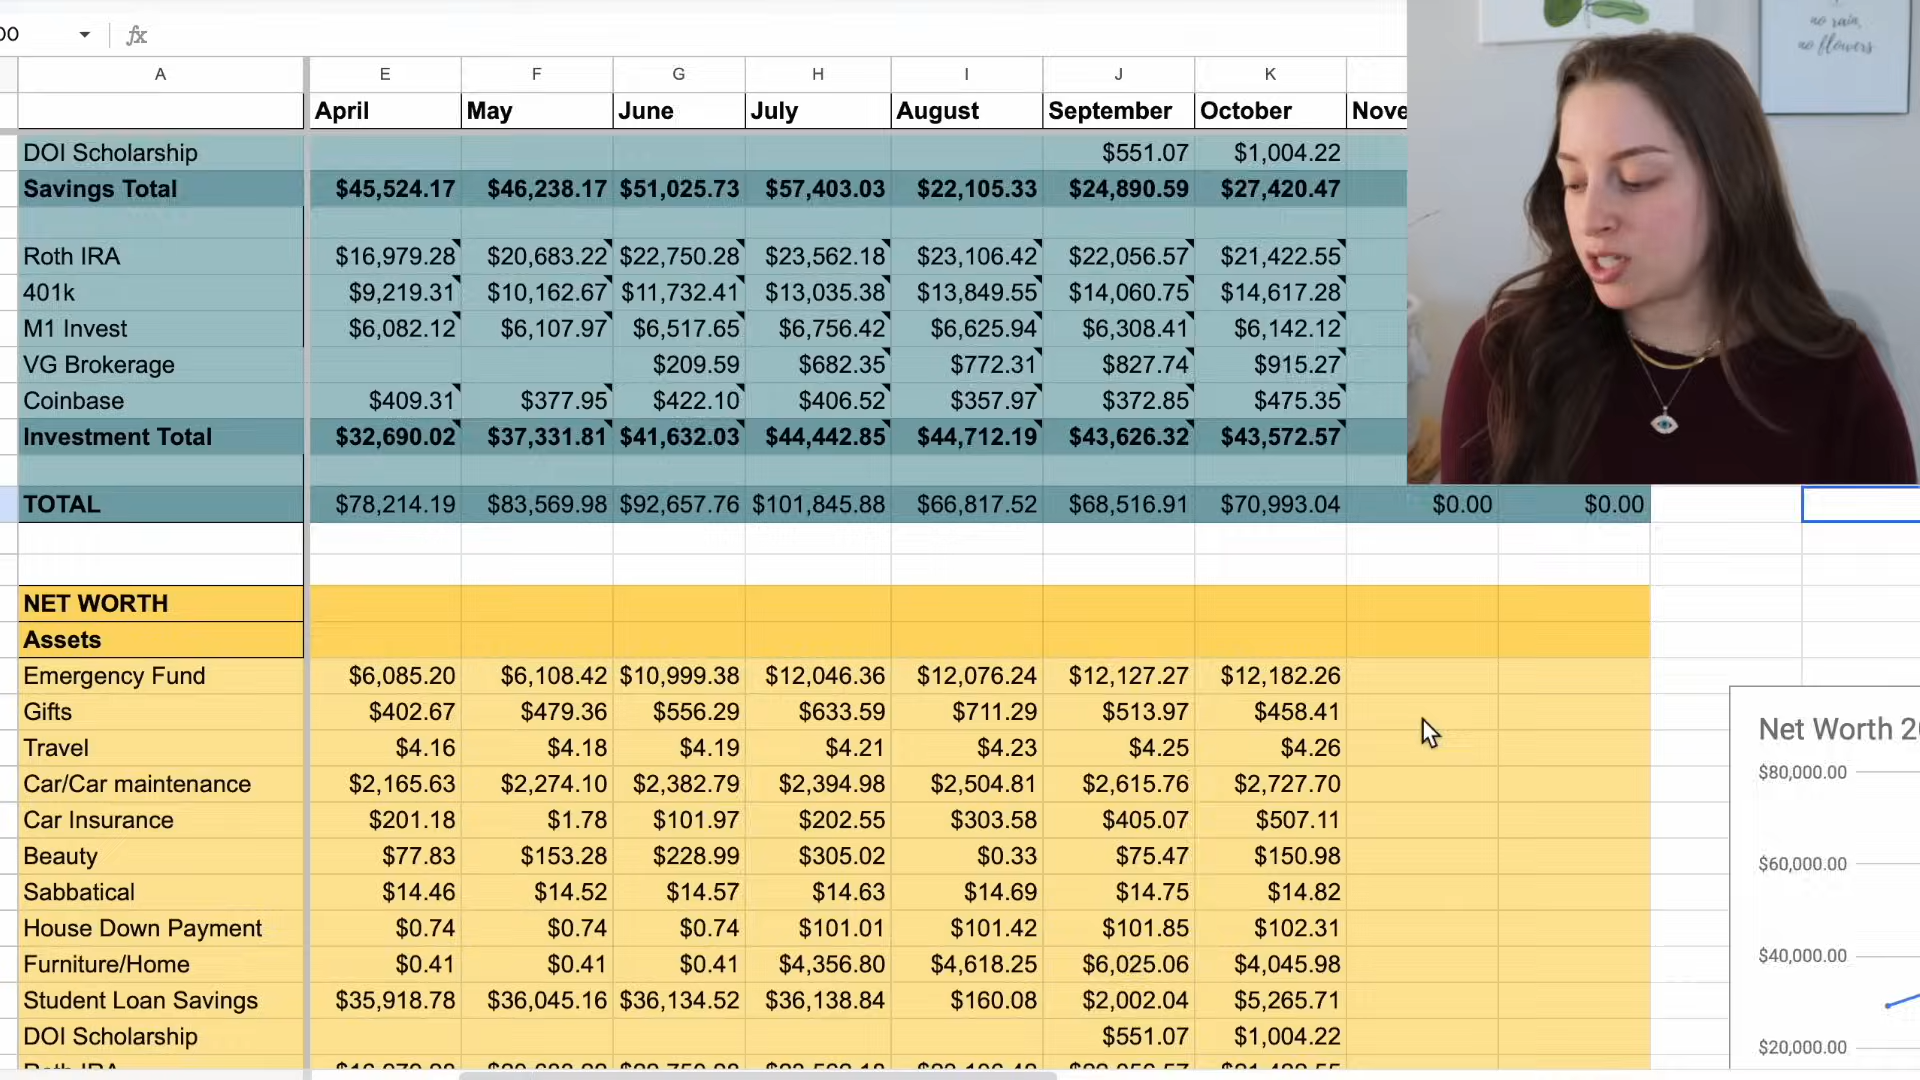 no rain,
no flowers
fx
A E F G H I J K
April May June July August September October Nove
DOI Scholarship $551.07 $1,004.22
Savings Total $45,524.17 $46,238.17 $51,025.73 $57,403.03 $22,105.33 $24,890.59 $27,420.47
Roth IRA $16,979.28 $20,683.22 $22,750.28 $23,562.18 $23,106.42 $22,056.57 $21,422.55
401k $9,219.31 $10,162.67 $11,732.41 $13,035.38 $13,849.55 $14,060.75 $14,617.28
M1 Invest $6,082.12 $6,107.97 $6,517.65 $6,756.42 $6,625.94 $6,308.41 $6,142.12
VG Brokerage $209.59 $682.35 $772.31 $827.74 $915.27
Coinbase $409.31 $377.95 $422.10 $406.52 $357.97 $372.85 $475.35
Investment Total $32,690.02 $37,331.81 $41,632.03 $44,442.85 $44,712.19 $43,626.32 $43,572.57
TOTAL $78,214.19 $83,569.98 $92,657.76 $101,845.88 $66,817.52 $68,516.91 $70,993.04 $0.00 $0.00
NET WORTH
Assets
Emergency Fund $6,085.20 $6,108.42 $10,999.38 $12,046.36 $12,076.24 $12,127.27 $12,182.26
Gifts $402.67 $479.36 $556.29 $633.59 $711.29 $513.97 $458.41
Travel $4.16 $4.18 $4.19 $4.21 $4.23 $4.25 $4.26
Car/Car maintenance $2,165.63 $2,274.10 $2,382.79 $2,394.98 $2,504.81 $2,615.76 $2,727.70
Car Insurance $201.18 $1.78 $101.97 $202.55 $303.58 $405.07 $507.11
Beauty $77.83 $153.28 $228.99 $305.02 $0.33 $75.47 $150.98
Sabbatical $14.46 $14.52 $14.57 $14.63 $14.69 $14.75 $14.82
House Down Payment $0.74 $0.74 $0.74 $101.01 $101.42 $101.85 $102.31
Furniture/Home $0.41 $0.41 $0.41 $4,356.80 $4,618.25 $6,025.06 $4,045.98
Student Loan Savings $35,918.78 $36,045.16 $36,134.52 $36,138.84 $160.08 $2,002.04 $5,265.71
DOI Scholarship $551.07 $1,004.22
Net Worth 2
$80,000.00
$60,000.00
$40,000.00
$20,000.00